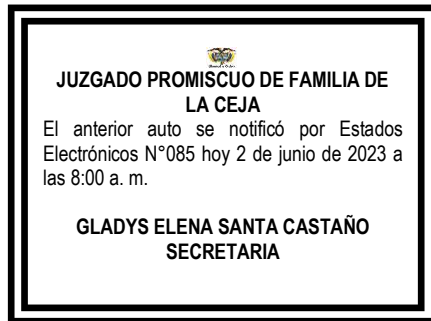 JUZGADO PROMISCUO DE FAMILIA DE
LA CEJA
El anterior auto se notificó por Estados
Electrónicos N°085 hoy 2 de junio de 2023 a
las 8:00 a. m.
GLADYS ELENA SANTA CASTAÑO
SECRETARIA